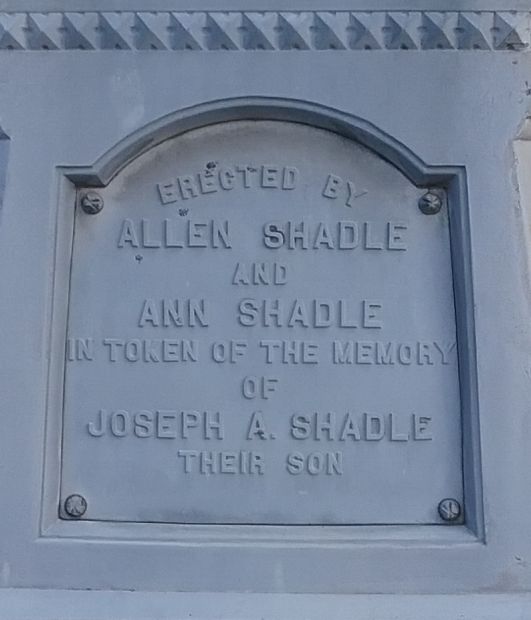 ERECTED BY
ALLEN SHADLE
AND
ANN SHADLE
IN TOKEN OF THE MEMORY
OF
JOSEPH A. SHADLE
THEIR SON